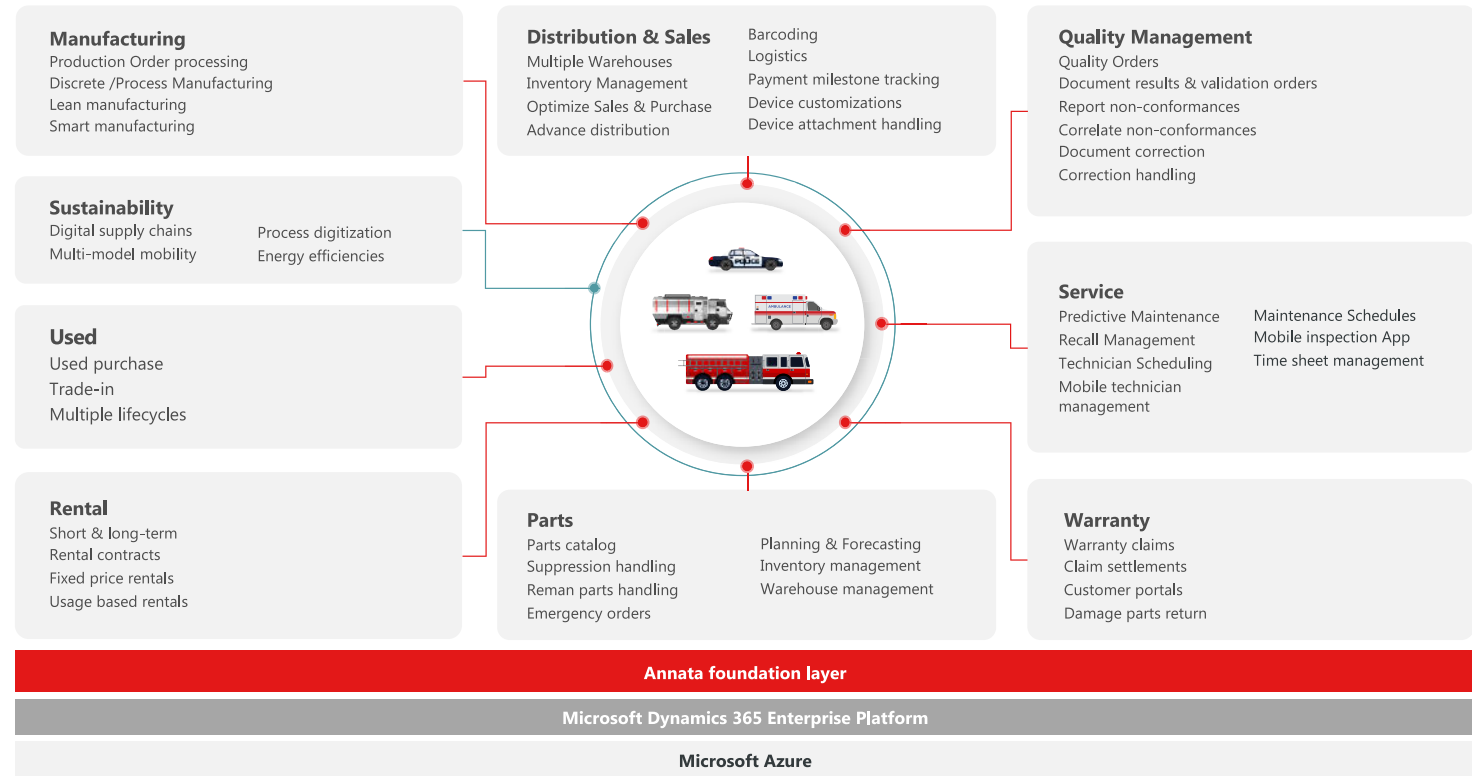 Manufacturing
Production Order processing
Discrete /Process Manufacturing
Lean manufacturing
Smart manufacturing
Distribution & Sales
Multiple Warehouses
Inventory Management
Optimize Sales & Purchase
Advance distribution
Barcoding
Logistics
Payment milestone tracking
Device customizations
Device attachment handling
Quality Management
Quality Orders
Document results & validation orders
Report non-conformances
Correlate non-conformances
Document correction
Correction handling
Sustainability
Digital supply chains
Multi-model mobility
Process digitization
Energy efficiencies
POLICE
AMBULANCE
Service
Predictive Maintenance
Recall Management
Technician Scheduling
Mobile technician
management
Maintenance Schedules
Mobile inspection App
Time sheet management
Used
Used purchase
Trade-in
Multiple lifecycles
Rental
Short & long-term
Rental contracts
Fixed price rentals
Usage based rentals
Parts
Parts catalog
Suppression handling
Reman parts handling
Emergency orders
Planning & Forecasting
Inventory management
Warehouse management
Warranty
Warranty claims
Claim settlements
Customer portals
Damage parts return
Annata foundation layer
Microsoft Dynamics 365 Enterprise Platform
Microsoft Azure